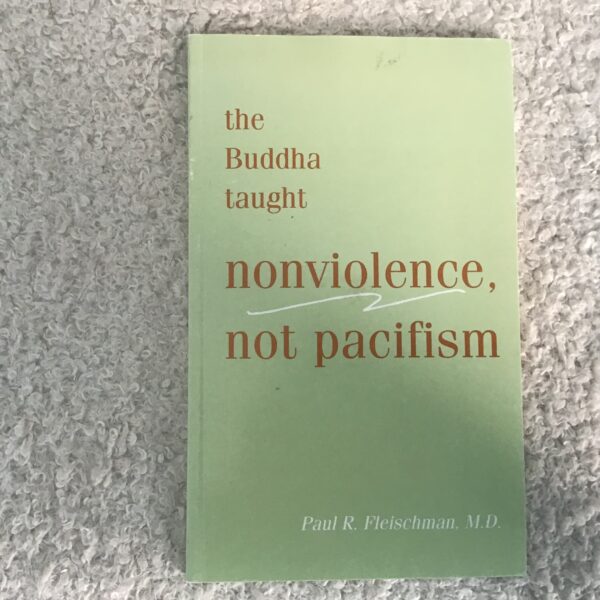 the
Buddha
taught
nonviolence,
not pacifism
Paul R. Fleischman, M.D.